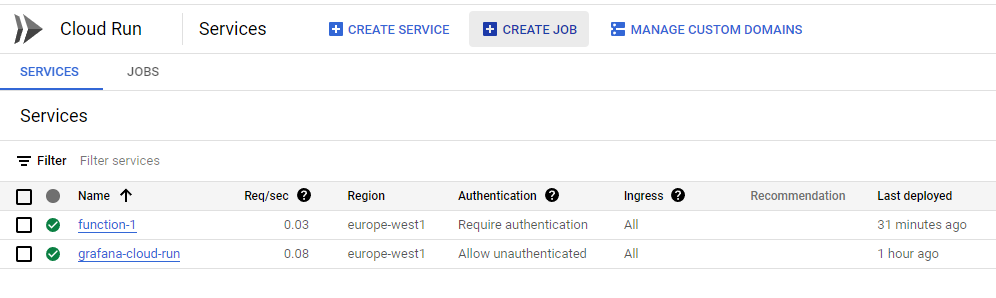 Cloud Run Services CREATE SERVICE CREATE JOB MANAGE CUSTOM DOMAINS
SERVICES JOBS
Services
Filter Filter services
Name Req/sec ? Region Authentication ? Ingress ? Recommendation Last deployed
function-1 0.03 europe-west1 Require authentication All 31 minutes ago
grafana-cloud-run 0.08 europe-west1 Allow unauthenticated All 1 hour ago